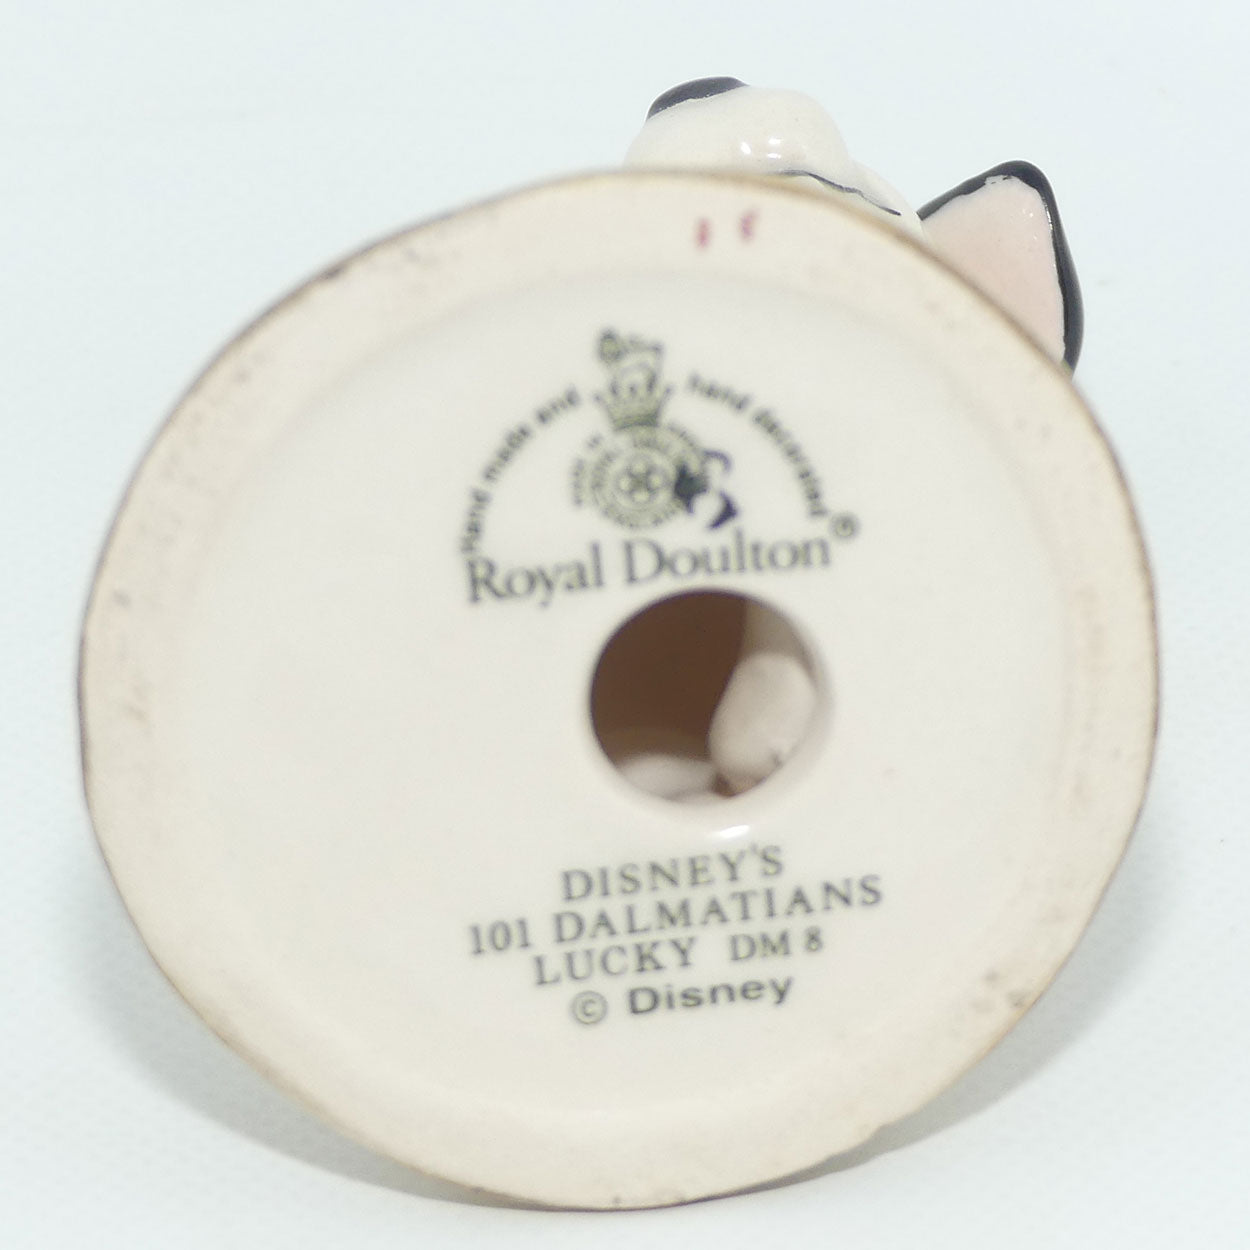 Hand made and hand decorated
Royal Doulton®
DISNEY'S
101 DALMATIANS
LUCKY DM 8
© Disney